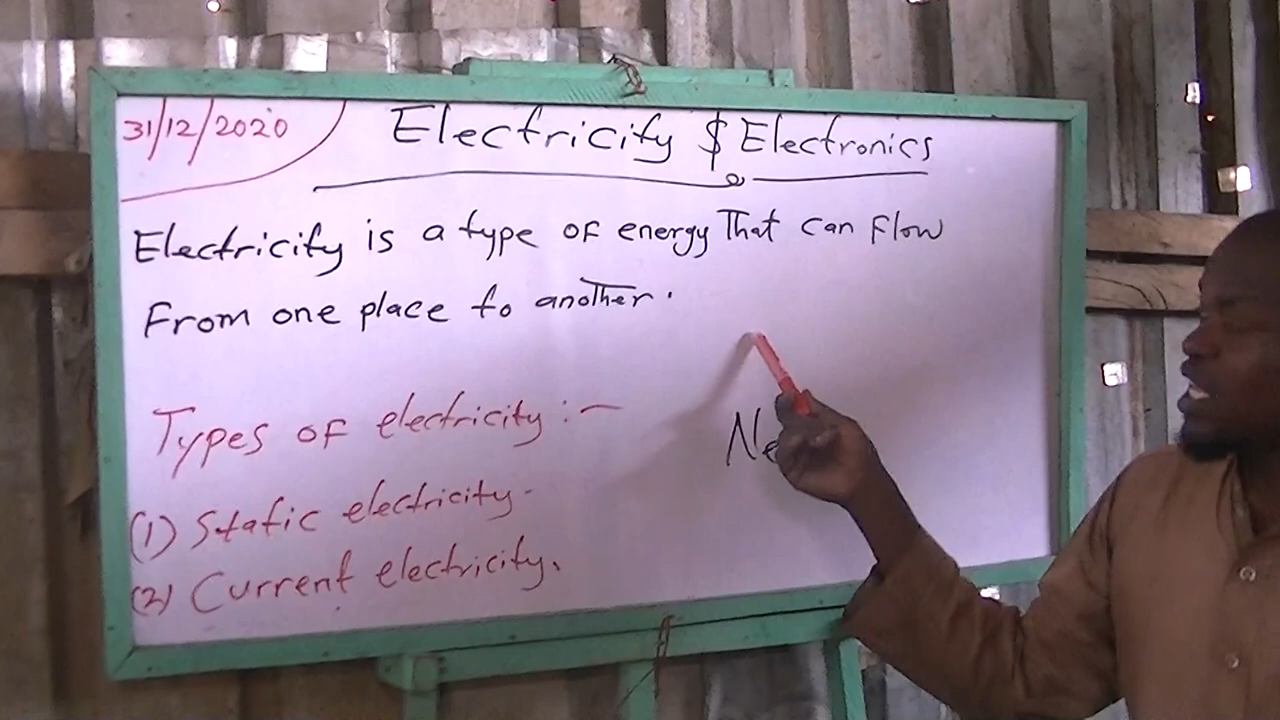 31/12/2020
Electricity $ Electronics
Electricity is a type of energy That can flow
From one place to another.
Types of electricity :-
(1) Static electricity.
(2) Current electricity.